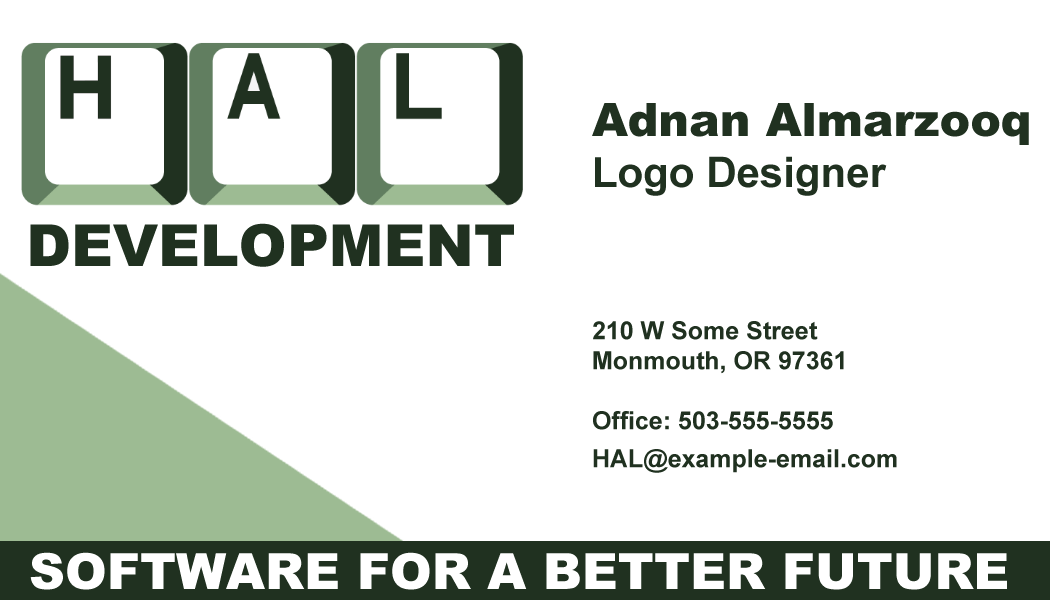 H A L
DEVELOPMENT
Adnan Almarzooq
Logo Designer
210 W Some Street
Monmouth, OR 97361
Office: 503-555-5555
HAL@example-email.com
SOFTWARE FOR A BETTER FUTURE